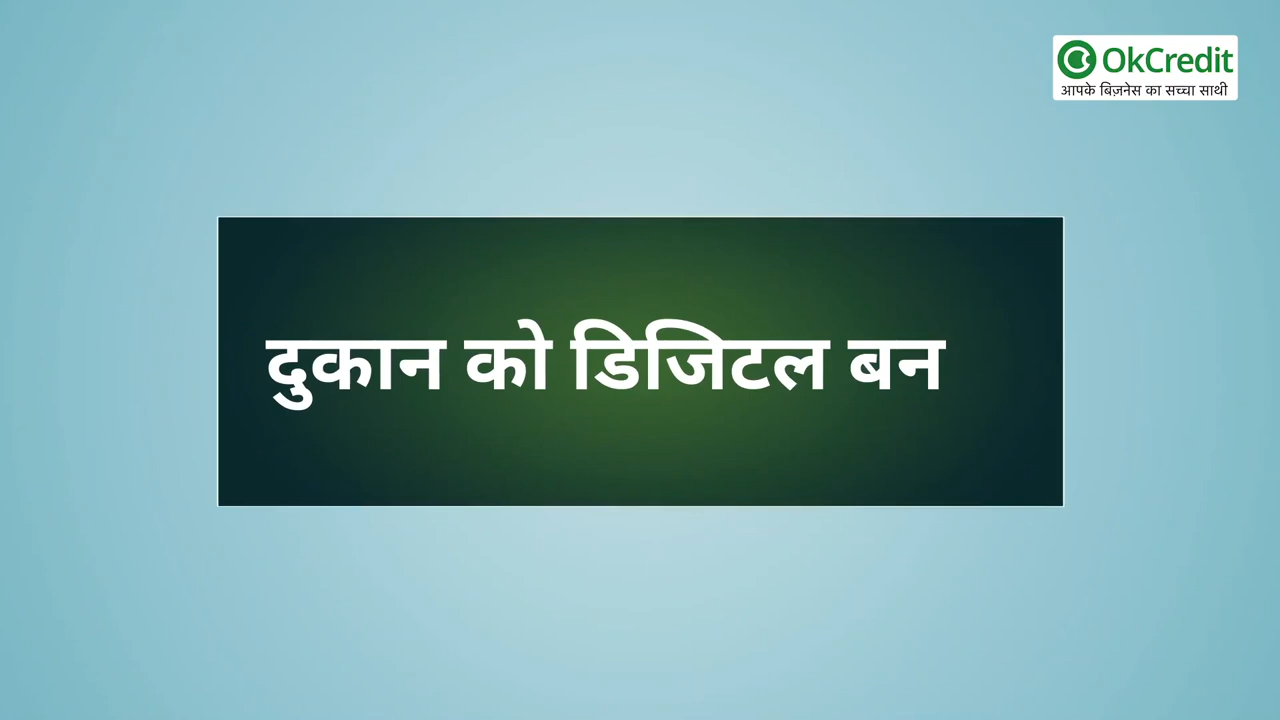 OkCredit
आपके बिज़नेस का सच्चा साथी
दुकान को डिजिटल बन